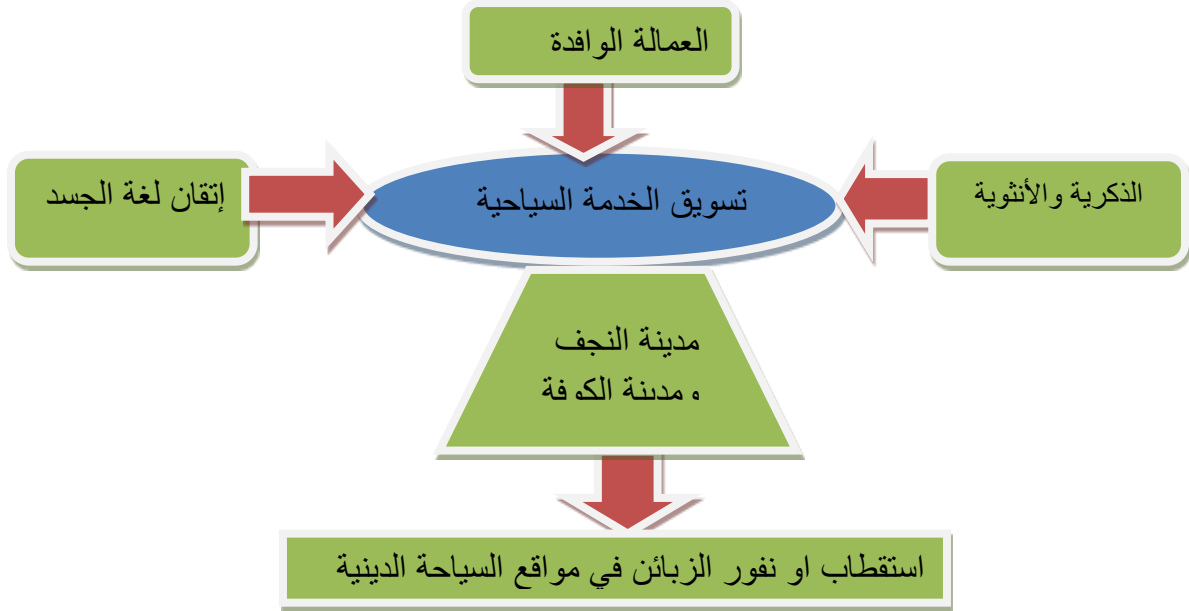 العمالة الوافدة
الذكرية والأنثوية
تسويق الخدمة السياحية
إتقان لغة الجسد
مدينة النجف
و مدينة الكوفة
استقطاب او نفور الزبائن في مواقع السياحة الدينية